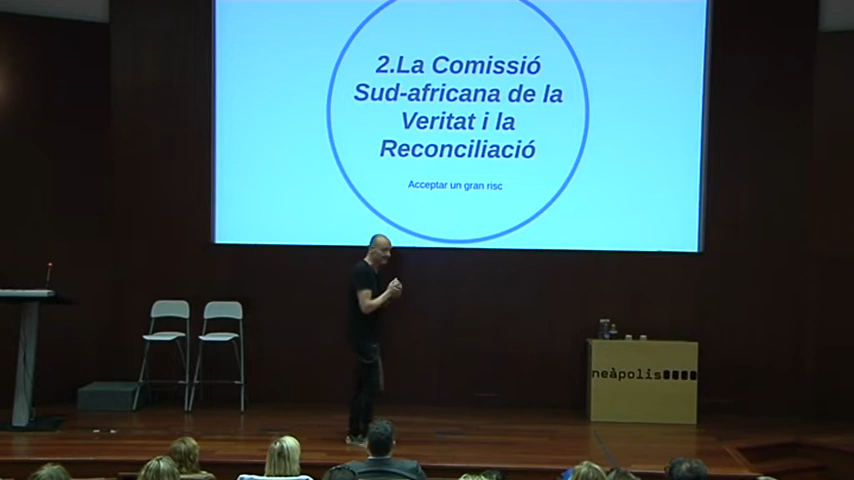 2.La Comissió
Sud-africana de la
Veritat i la
Reconciliació
Acceptar un gran risc
neàpolis